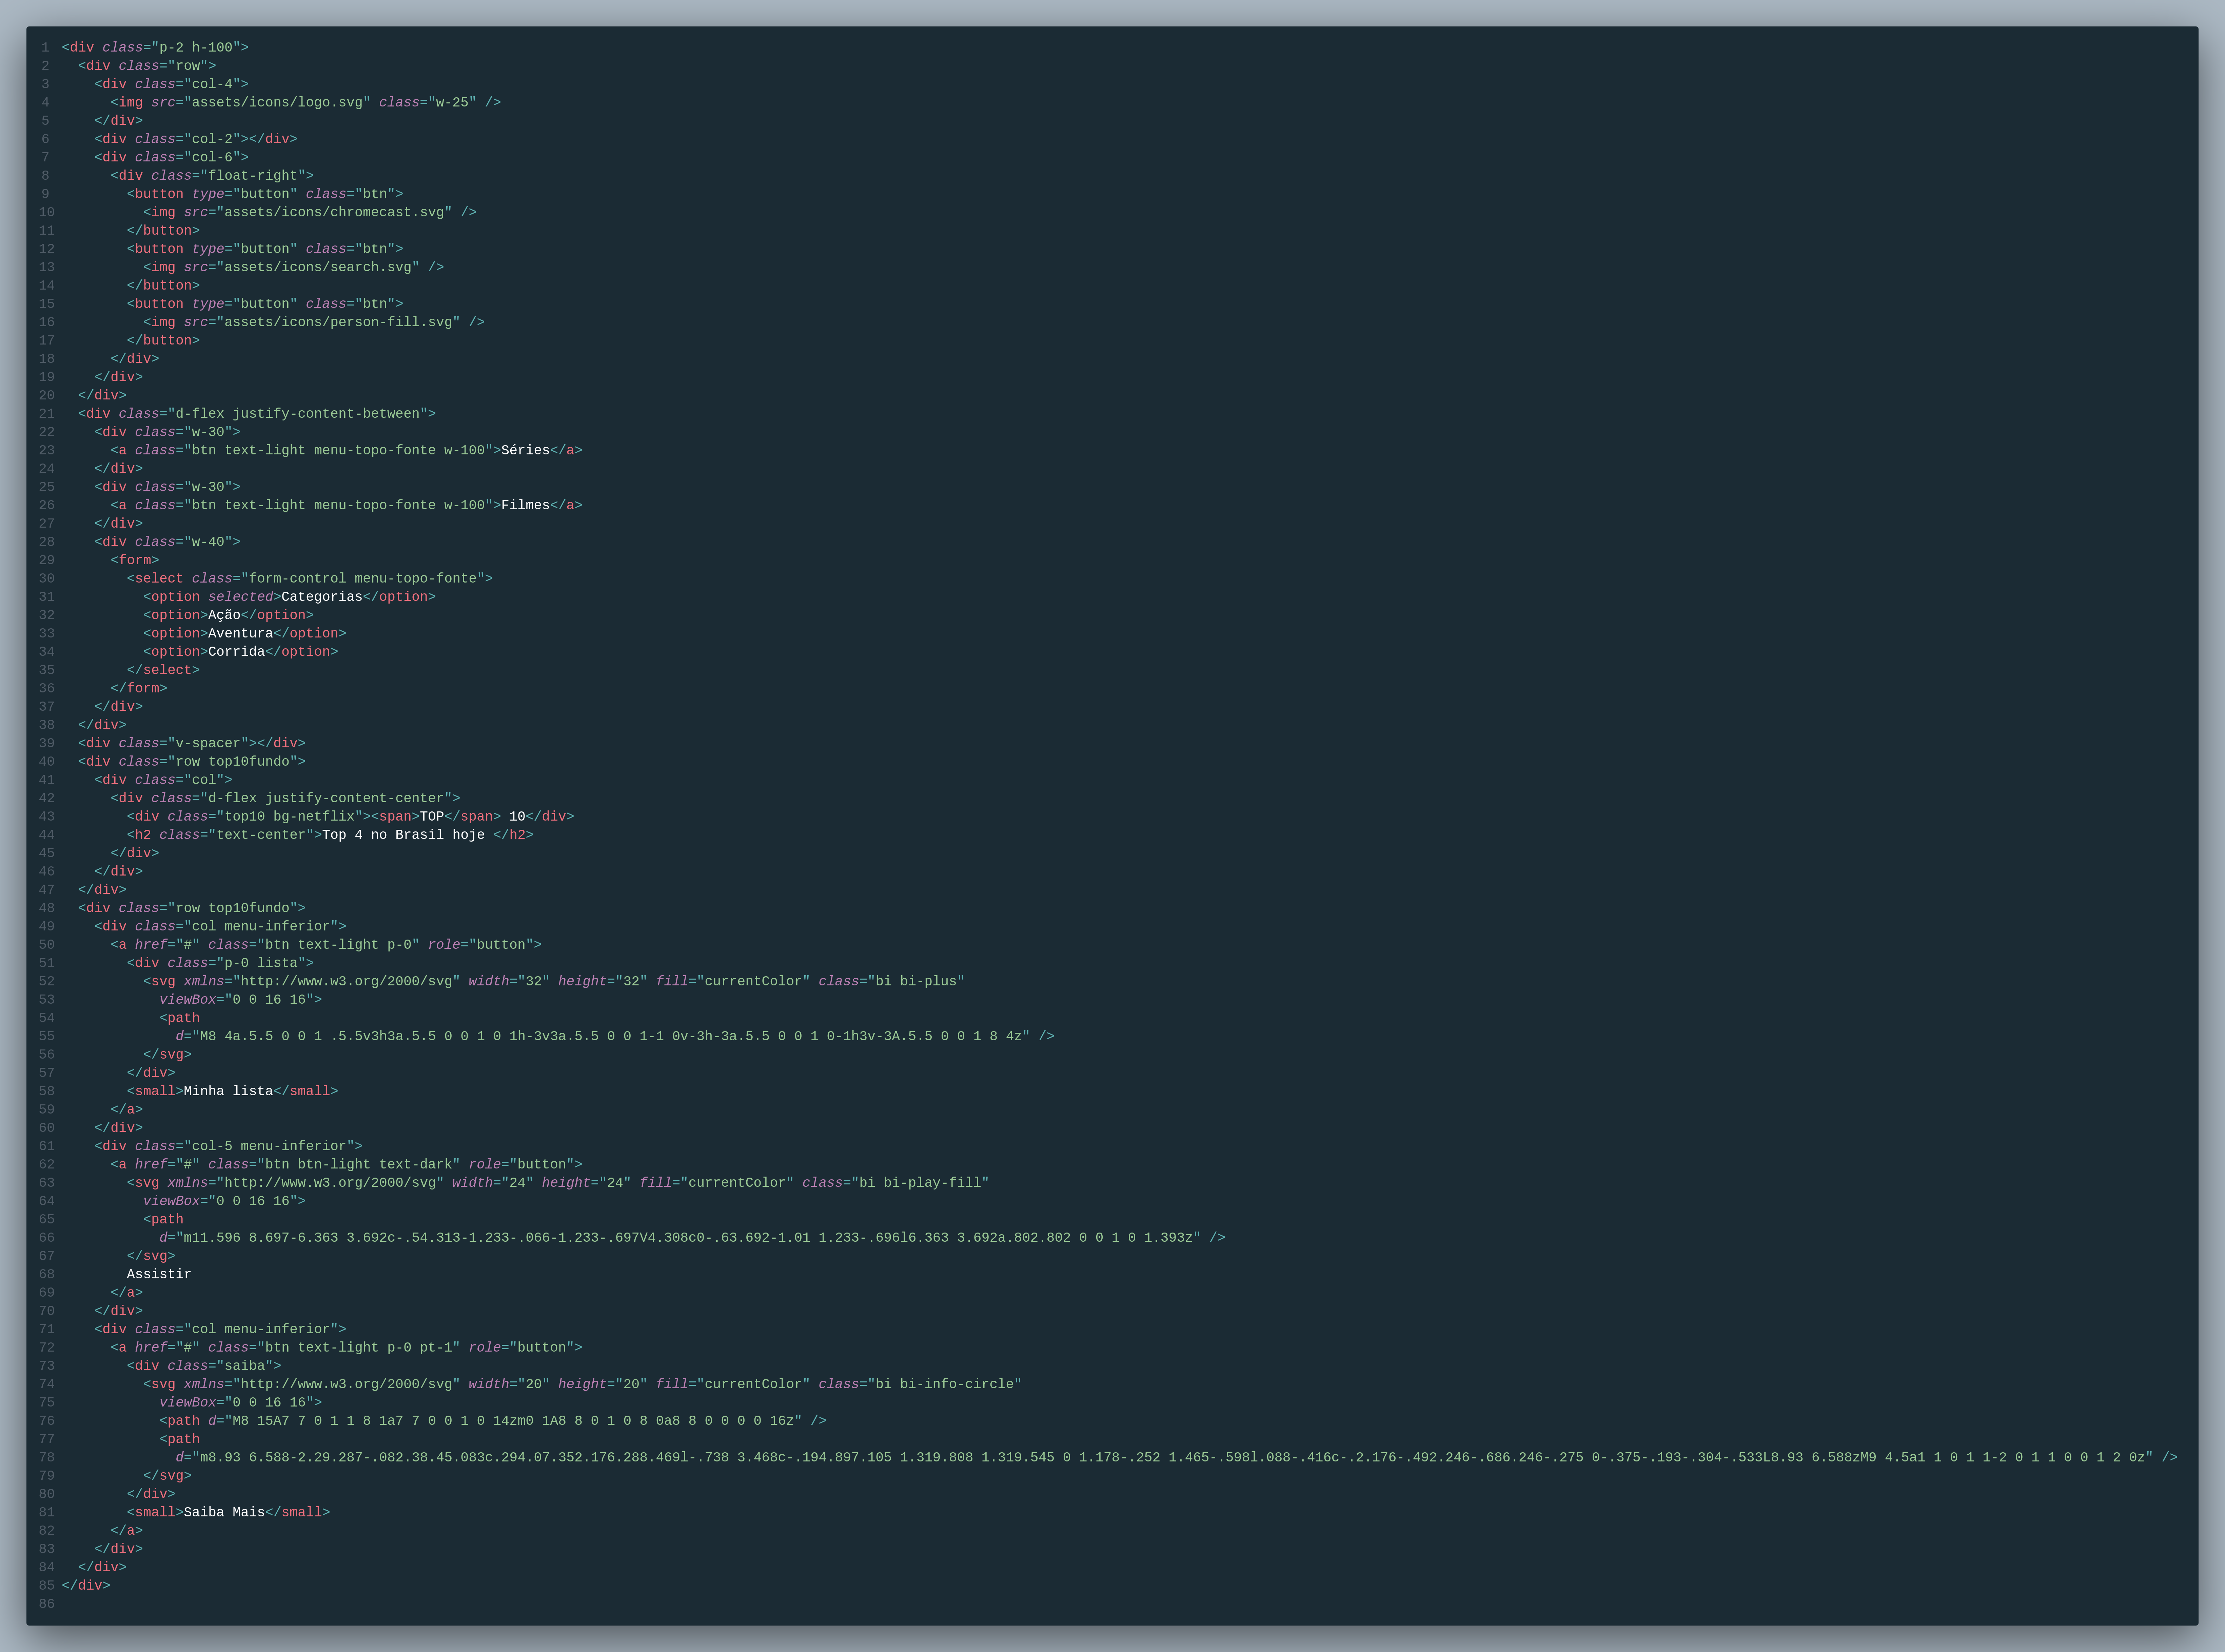 1 <div class="p-2 h-100">
2   <div class="row">
3     <div class="col-4">
4       <img src="assets/icons/logo.svg" class="w-25" />
5     </div>
6     <div class="col-2"></div>
7     <div class="col-6">
8       <div class="float-right">
9         <button type="button" class="btn">
10           <img src="assets/icons/chromecast.svg" />
11         </button>
12         <button type="button" class="btn">
13           <img src="assets/icons/search.svg" />
14         </button>
15         <button type="button" class="btn">
16           <img src="assets/icons/person-fill.svg" />
17         </button>
18       </div>
19     </div>
20   </div>
21   <div class="d-flex justify-content-between">
22     <div class="w-30">
23       <a class="btn text-light menu-topo-fonte w-100">Séries</a>
24     </div>
25     <div class="w-30">
26       <a class="btn text-light menu-topo-fonte w-100">Filmes</a>
27     </div>
28     <div class="w-40">
29       <form>
30         <select class="form-control menu-topo-fonte">
31           <option selected>Categorias</option>
32           <option>Ação</option>
33           <option>Aventura</option>
34           <option>Corrida</option>
35         </select>
36       </form>
37     </div>
38   </div>
39   <div class="v-spacer"></div>
40   <div class="row top10fundo">
41     <div class="col">
42       <div class="d-flex justify-content-center">
43         <div class="top10 bg-netflix"><span>TOP</span> 10</div>
44         <h2 class="text-center">Top 4 no Brasil hoje </h2>
45       </div>
46     </div>
47   </div>
48   <div class="row top10fundo">
49     <div class="col menu-inferior">
50       <a href="#" class="btn text-light p-0" role="button">
51         <div class="p-0 lista">
52           <svg xmlns="http://www.w3.org/2000/svg" width="32" height="32" fill="currentColor" class="bi bi-plus"
53             viewBox="0 0 16 16">
54             <path
55               d="M8 4a.5.5 0 0 1 .5.5v3h3a.5.5 0 0 1 0 1h-3v3a.5.5 0 0 1-1 0v-3h-3a.5.5 0 0 1 0-1h3v-3A.5.5 0 0 1 8 4z" />
56           </svg>
57         </div>
58         <small>Minha lista</small>
59       </a>
60     </div>
61     <div class="col-5 menu-inferior">
62       <a href="#" class="btn btn-light text-dark" role="button">
63         <svg xmlns="http://www.w3.org/2000/svg" width="24" height="24" fill="currentColor" class="bi bi-play-fill"
64           viewBox="0 0 16 16">
65           <path
66             d="m11.596 8.697-6.363 3.692c-.54.313-1.233-.066-1.233-.697V4.308c0-.63.692-1.01 1.233-.696l6.363 3.692a.802.802 0 0 1 0 1.393z" />
67         </svg>
68         Assistir
69       </a>
70     </div>
71     <div class="col menu-inferior">
72       <a href="#" class="btn text-light p-0 pt-1" role="button">
73         <div class="saiba">
74           <svg xmlns="http://www.w3.org/2000/svg" width="20" height="20" fill="currentColor" class="bi bi-info-circle"
75             viewBox="0 0 16 16">
76             <path d="M8 15A7 7 0 1 1 8 1a7 7 0 0 1 0 14zm0 1A8 8 0 1 0 8 0a8 8 0 0 0 0 16z" />
77             <path
78               d="m8.93 6.588-2.29.287-.082.38.45.083c.294.07.352.176.288.469l-.738 3.468c-.194.897.105 1.319.808 1.319.545 0 1.178-.252 1.465-.598l.088-.416c-.2.176-.492.246-.686.246-.275 0-.375-.193-.304-.533L8.93 6.588zM9 4.5a1 1 0 1 1-2 0 1 1 0 0 1 2 0z" />
79           </svg>
80         </div>
81         <small>Saiba Mais</small>
82       </a>
83     </div>
84   </div>
85 </div>
86